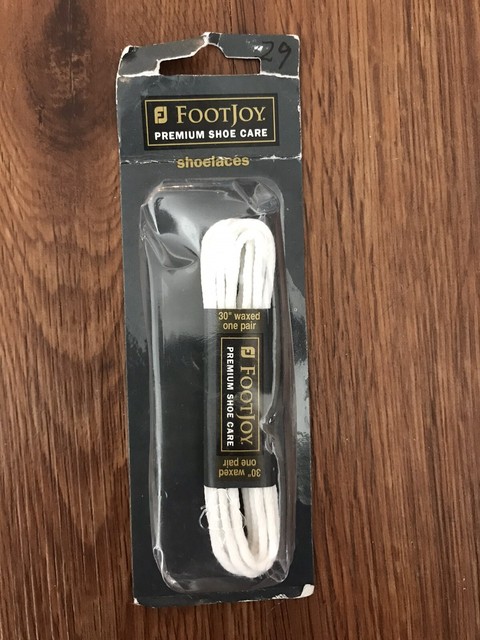 29
FJ FOOTJOY.
PREMIUM SHOE CARE
shoelaces
30" waxed
one pair
FJ FOOTJOY
PREMIUM SHOE CARE
30" waxed
one pair